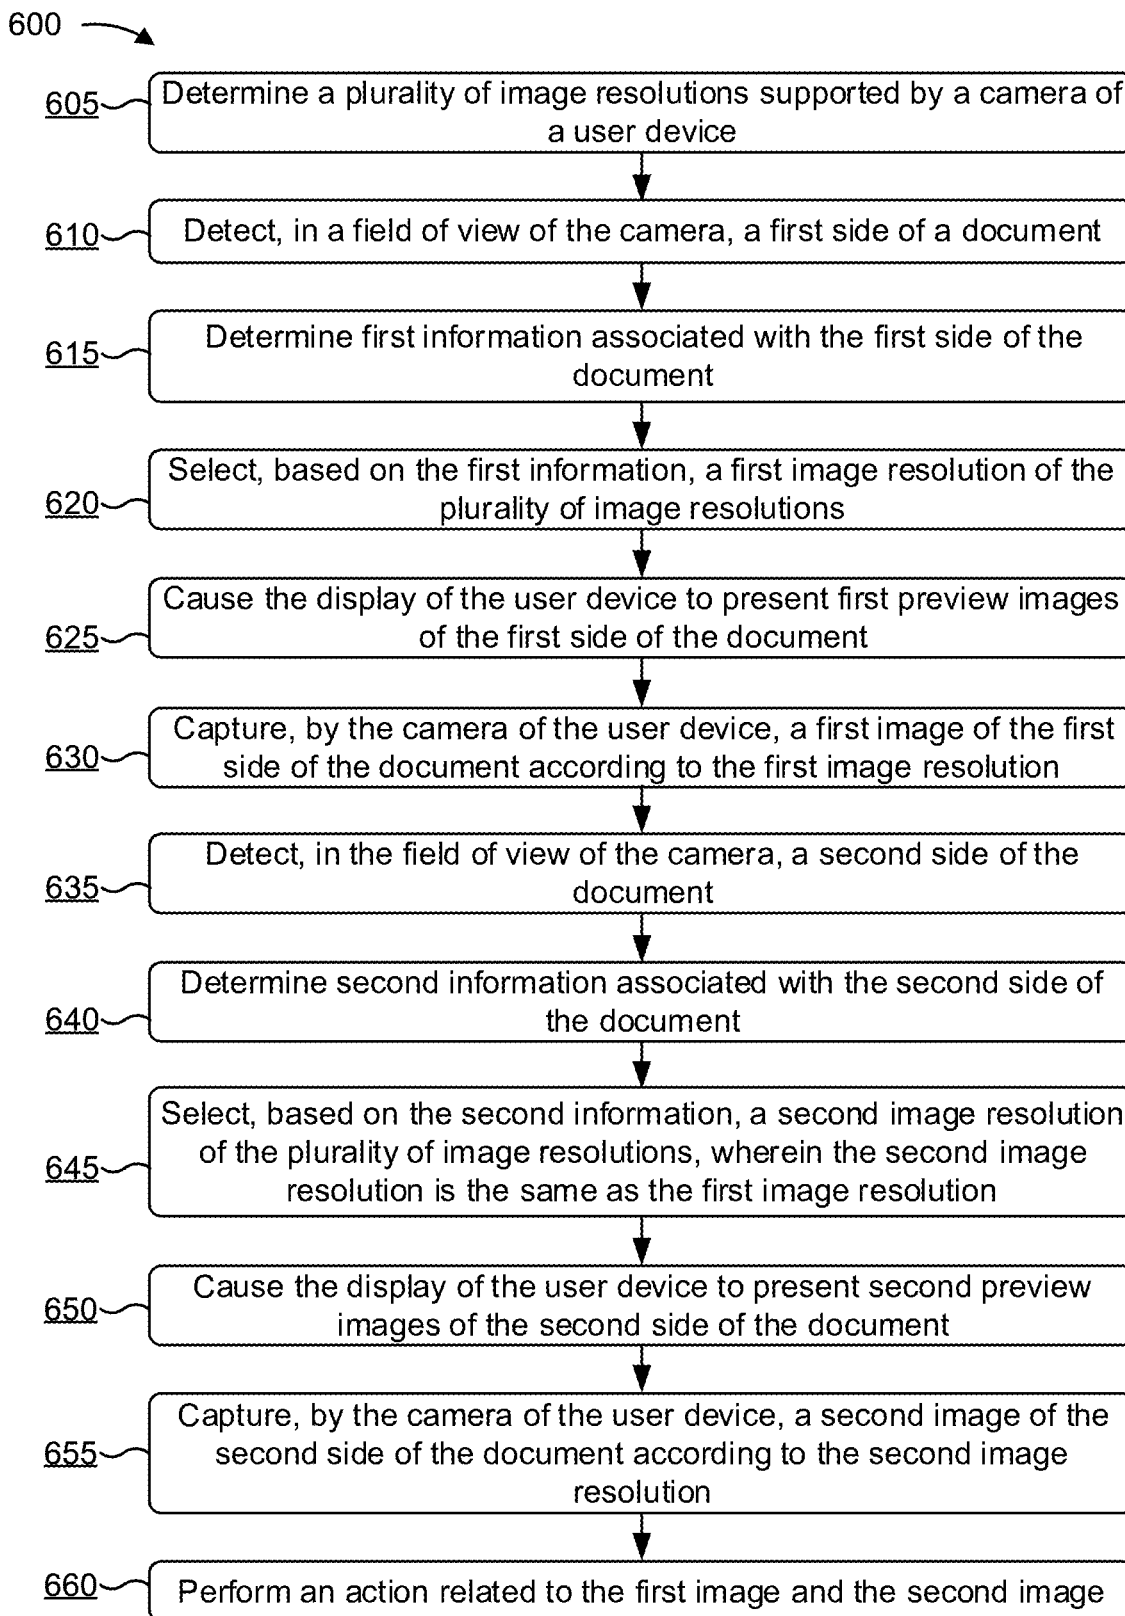 600
605
Determine a plurality of image resolutions supported by a camera of
a user device
610
Detect, in a field of view of the camera, a first side of a document
615
Determine first information associated with the first side of the
document
620
Select, based on the first information, a first image resolution of the
plurality of image resolutions
625
Cause the display of the user device to present first preview images
of the first side of the document
630
Capture, by the camera of the user device, a first image of the first
side of the document according to the first image resolution
635
Detect, in the field of view of the camera, a second side of the
document
640
Determine second information associated with the second side of
the document
645
Select, based on the second information, a second image resolution
of the plurality of image resolutions, wherein the second image
resolution is the same as the first image resolution
650
Cause the display of the user device to present second preview
images of the second side of the document
655
Capture, by the camera of the user device, a second image of the
second side of the document according to the second image
resolution
660
Perform an action related to the first image and the second image